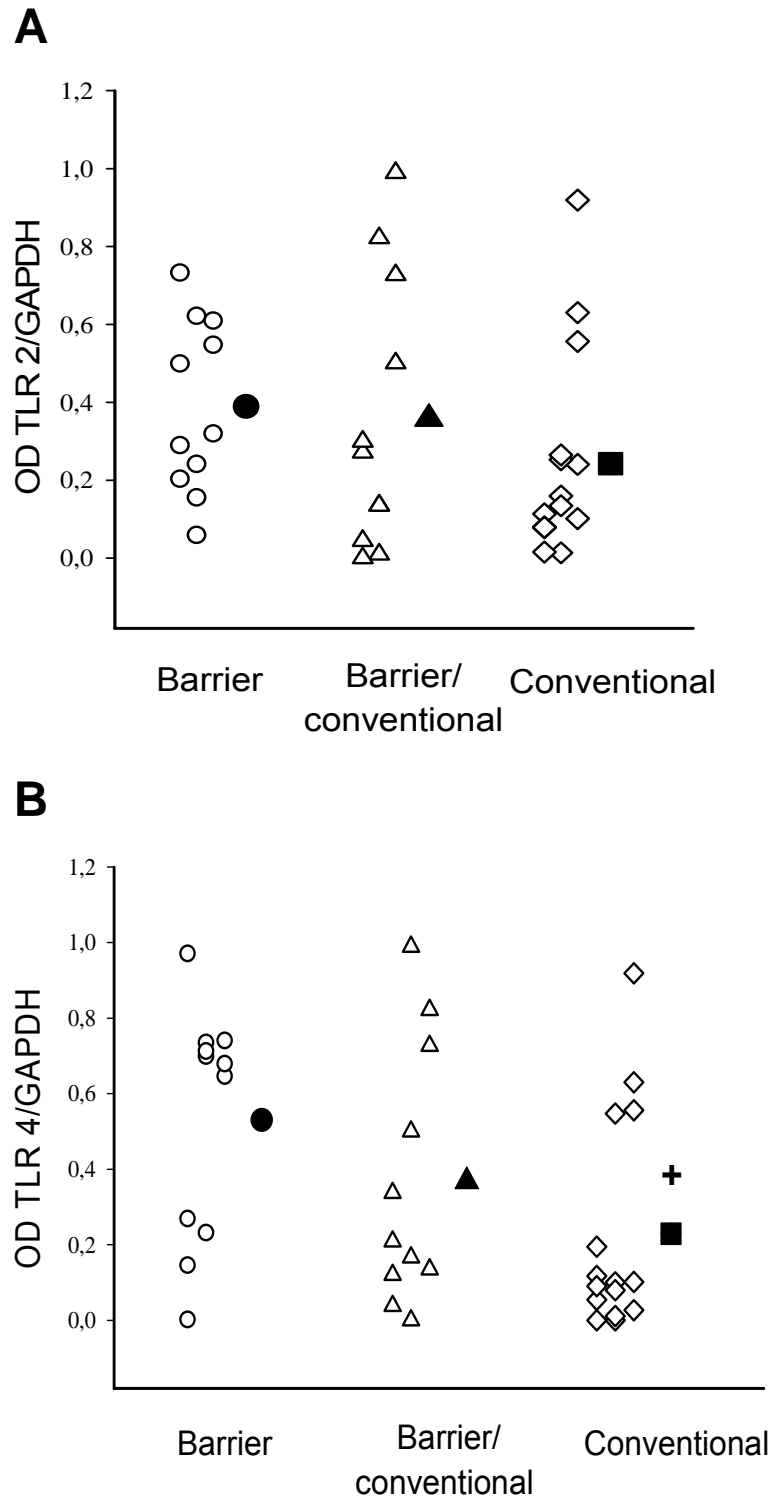 A
1,2
1,0
0,8
0,6
0,4
0,2
0,0
OD TLR 2/GAPDH
Barrier
Barrier/
conventional
Conventional
B
1,2
1,0
0,8
0,6
0,4
0,2
0,0
OD TLR 4/GAPDH
+
Barrier
Barrier/
conventional
Conventional